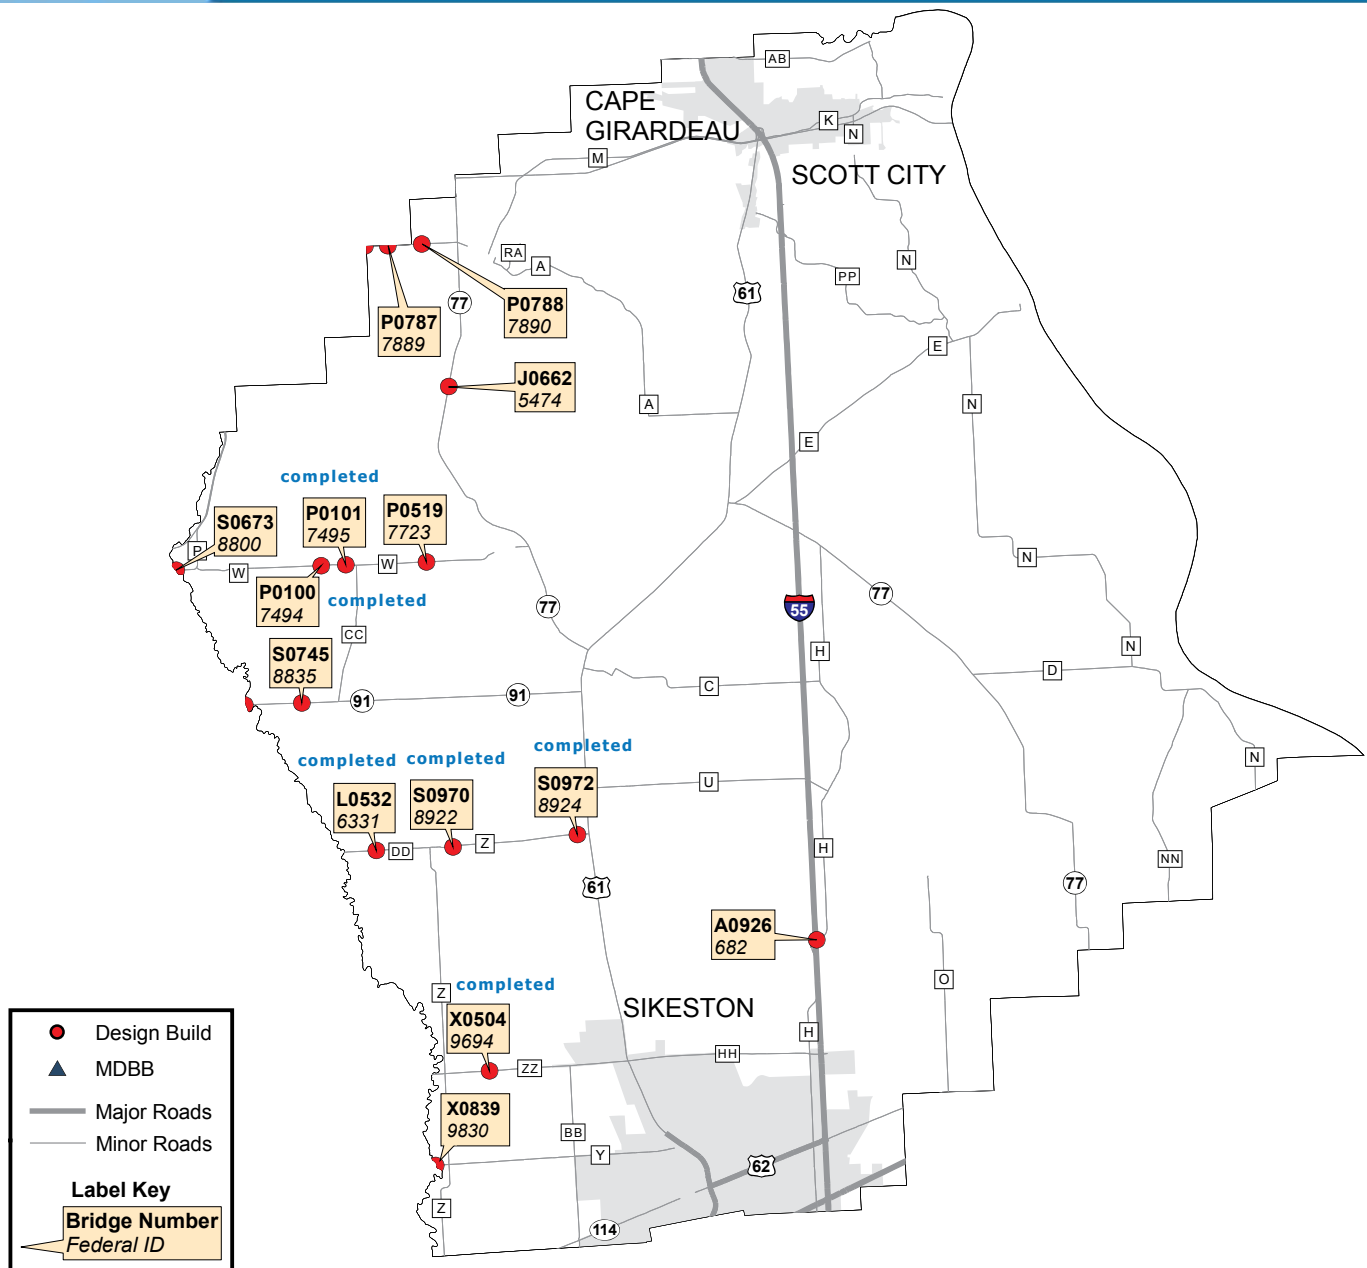 AB
CAPE
GIRARDEAU
K
N
M
SCOTT CITY
RA
A
N
PP
61
77
P0788
7890
P0787
7889
E
J0662
5474
A
N
E
completed
P0101
7495
P0519
7723
S0673
8800
P
W
W
N
P0100
7494
completed
77
55
77
CC
H
N
S0745
8835
D
C
91
91
completed
completed
completed
N
U
S0972
8924
L0532
6331
S0970
8922
DD
Z
H
NN
61
77
A0926
682
O
completed
Z
X0504
9694
SIKESTON
H
HH
ZZ
X0839
9830
BB
Y
62
Z
114
Design Build
MDBB
Major Roads
Minor Roads
Label Key
Bridge Number
Federal ID